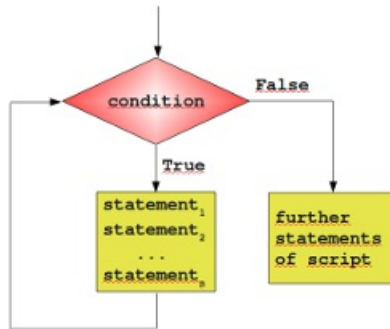 condition
False
True
statement₁
statement₂
...
statementₙ
further
statements
of script